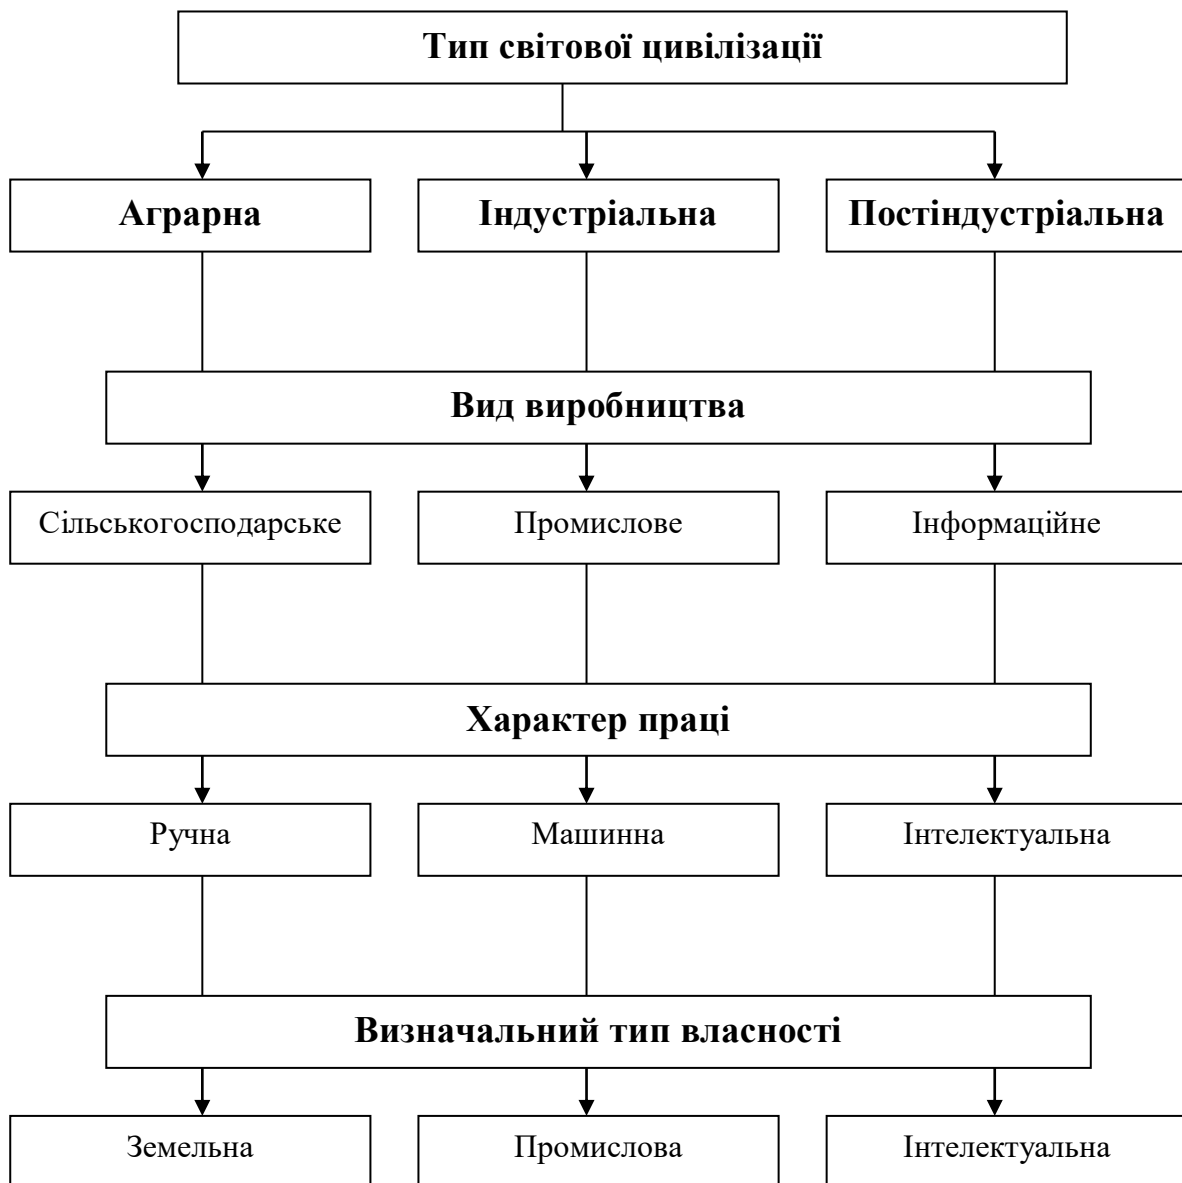 Тип світової цивілізації
Аграрна
Індустріальна
Постіндустріальна
Вид виробництва
Сільськогосподарське
Промислове
Інформаційне
Характер праці
Ручна
Машинна
Інтелектуальна
Визначальний тип власності
Земельна
Промислова
Інтелектуальна